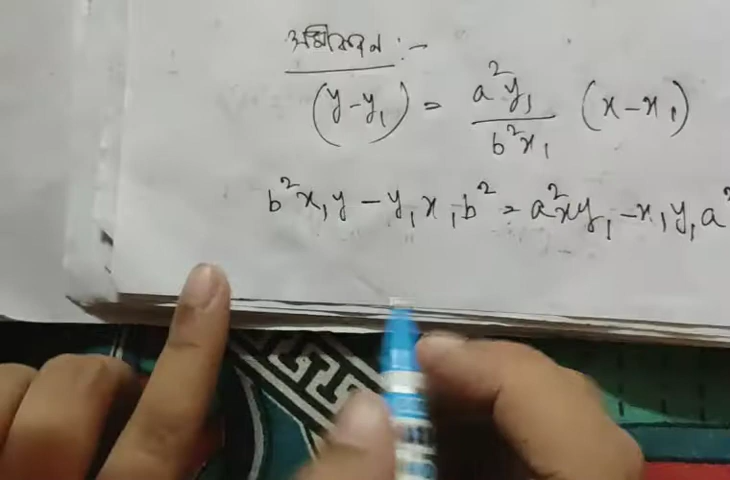 অভিলম্ব :-
(y-y₁) = a²y₁/b²x₁ (x-x₁)
b²x₁y - y₁x₁b² = a²xy₁ - x₁y₁a²